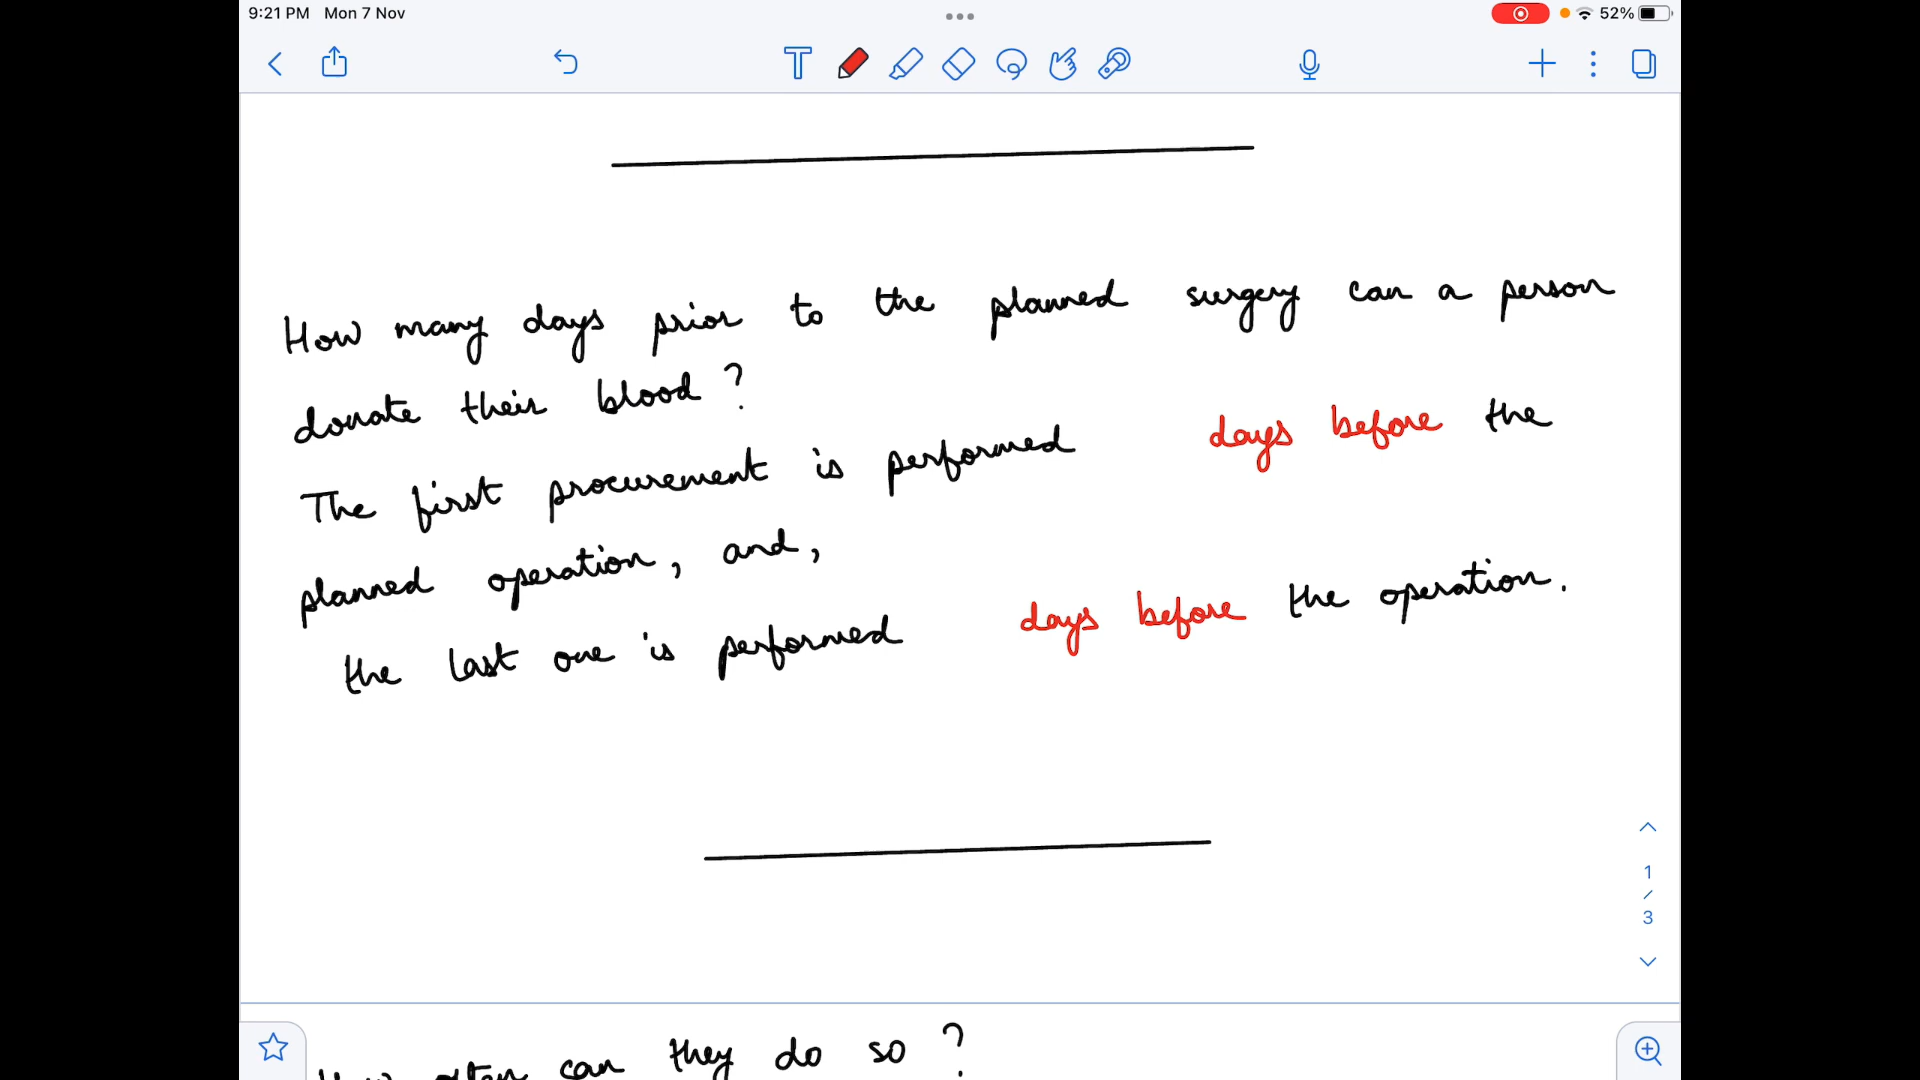 9:21 PM Mon 7 Nov
52%
How many days prior to the planned surgery can a person
donate their blood ?
The first procurement is performed days before the
planned operation, and,
the last one is performed days before the operation.
1
/
3
How often can they do so ?